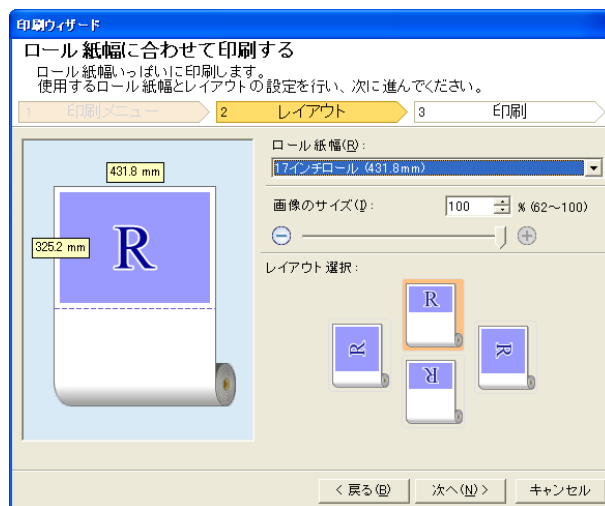 印刷ウィザード
ロール紙幅に合わせて印刷する
ロール紙幅いっぱいに印刷します。
使用するロール紙幅とレイアウトの設定を行い、次に進んでください。
1 印刷メニュー 2 レイアウト 3 印刷
ロール紙幅(R):
17インチロール (431.8mm)
431.8 mm
画像のサイズ(I): 100 % (62～100)
325.2 mm
R
レイアウト選択:
R
R
R
R
< 戻る(B) 次へ(N) > キャンセル